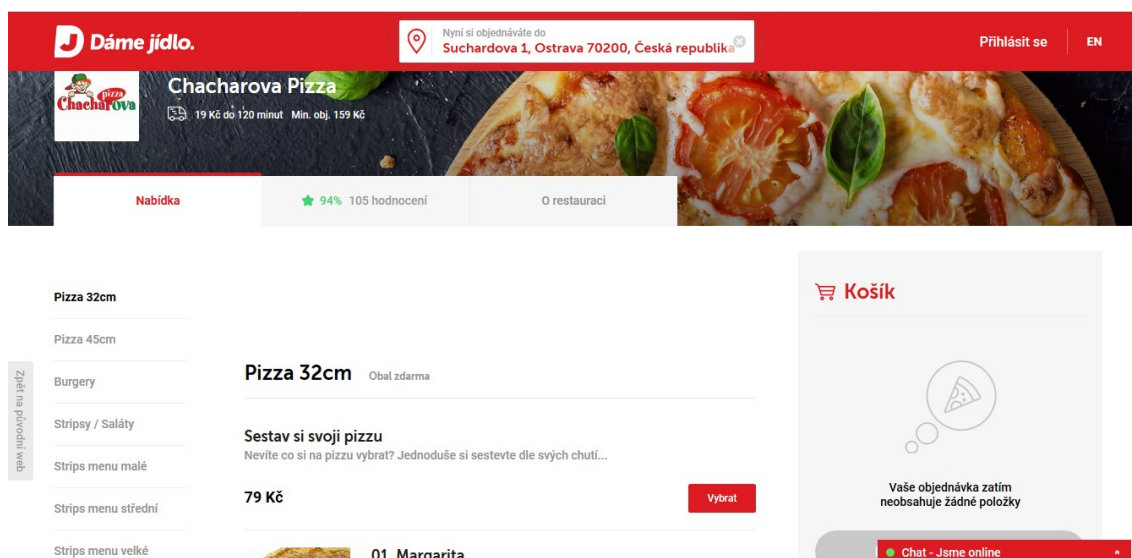 Dáme jídlo.
Nyní si objednáváte do
Suchardova 1, Ostrava 70200, Česká republika
Přihlásit se
EN
pizza
Chacharova
Chacharova Pizza
19 Kč do 120 minut Min. obj. 159 Kč
Nabídka
94% 105 hodnocení
O restauraci
Pizza 32cm
Pizza 45cm
Burgery
Stripsy / Saláty
Strips menu malé
Strips menu střední
Strips menu velké
Zpět na původní web
Pizza 32cm Obal zdarma
Sestav si svoji pizzu
Nevíte co si na pizzu vybrat? Jednoduše si sestevte dle svých chutí...
79 Kč
Vybrat
01. Margarita
Košík
Vaše objednávka zatím
neobsahuje žádné položky
Chat - Jsme online